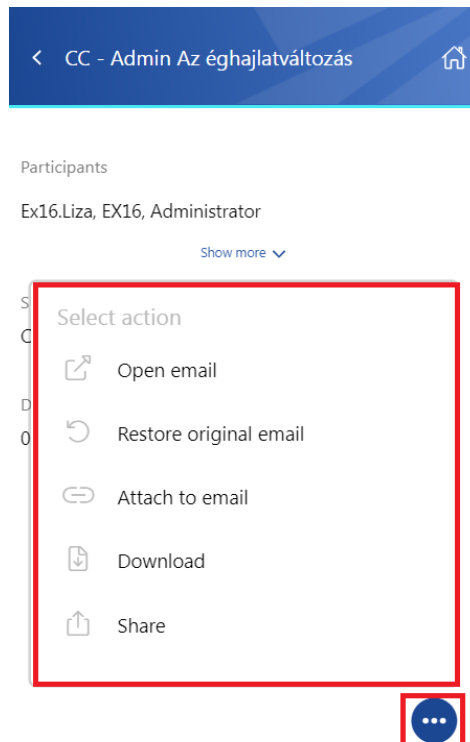 CC - Admin Az éghajlatváltozás
Participants
Ex16.Liza, EX16, Administrator
Show more
S
C
Select action
Open email
D
0
Restore original email
Attach to email
Download
Share